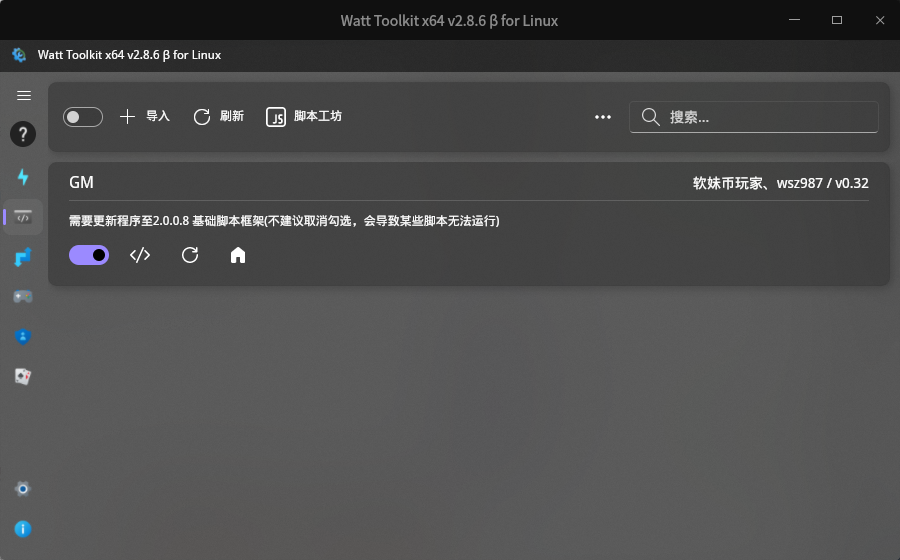 Watt Toolkit x64 v2.8.6 β for Linux
Watt Toolkit x64 v2.8.6 β for Linux
导入 刷新 JS 脚本工坊 搜索...
GM 软妹币玩家、wsz987 / v0.32
需要更新程序至2.0.0.8 基础脚本框架(不建议取消勾选，会导致某些脚本无法运行)